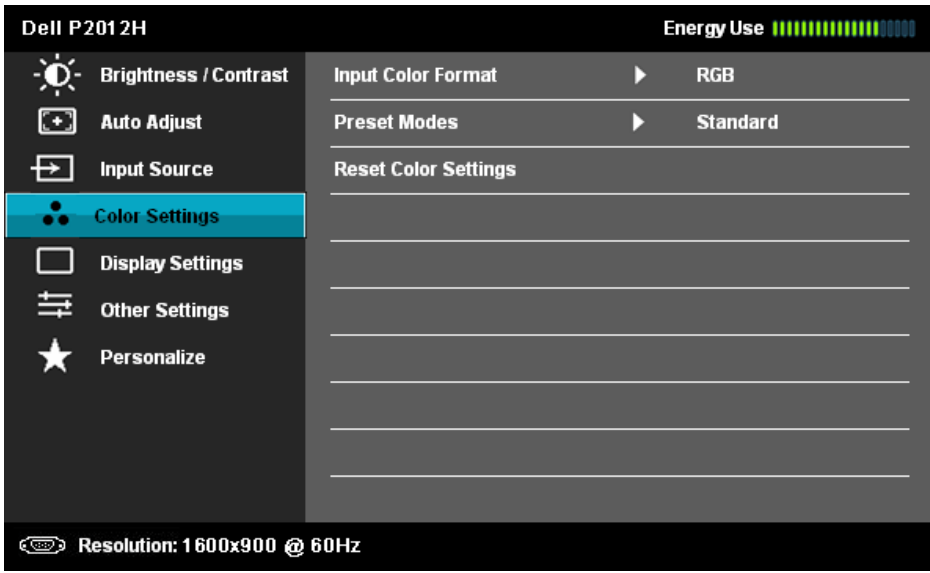 Dell P2012H
Energy Use
Brightness / Contrast
Auto Adjust
Input Source
Color Settings
Display Settings
Other Settings
Personalize
Input Color Format RGB
Preset Modes Standard
Reset Color Settings
Resolution: 1600x900 @ 60Hz